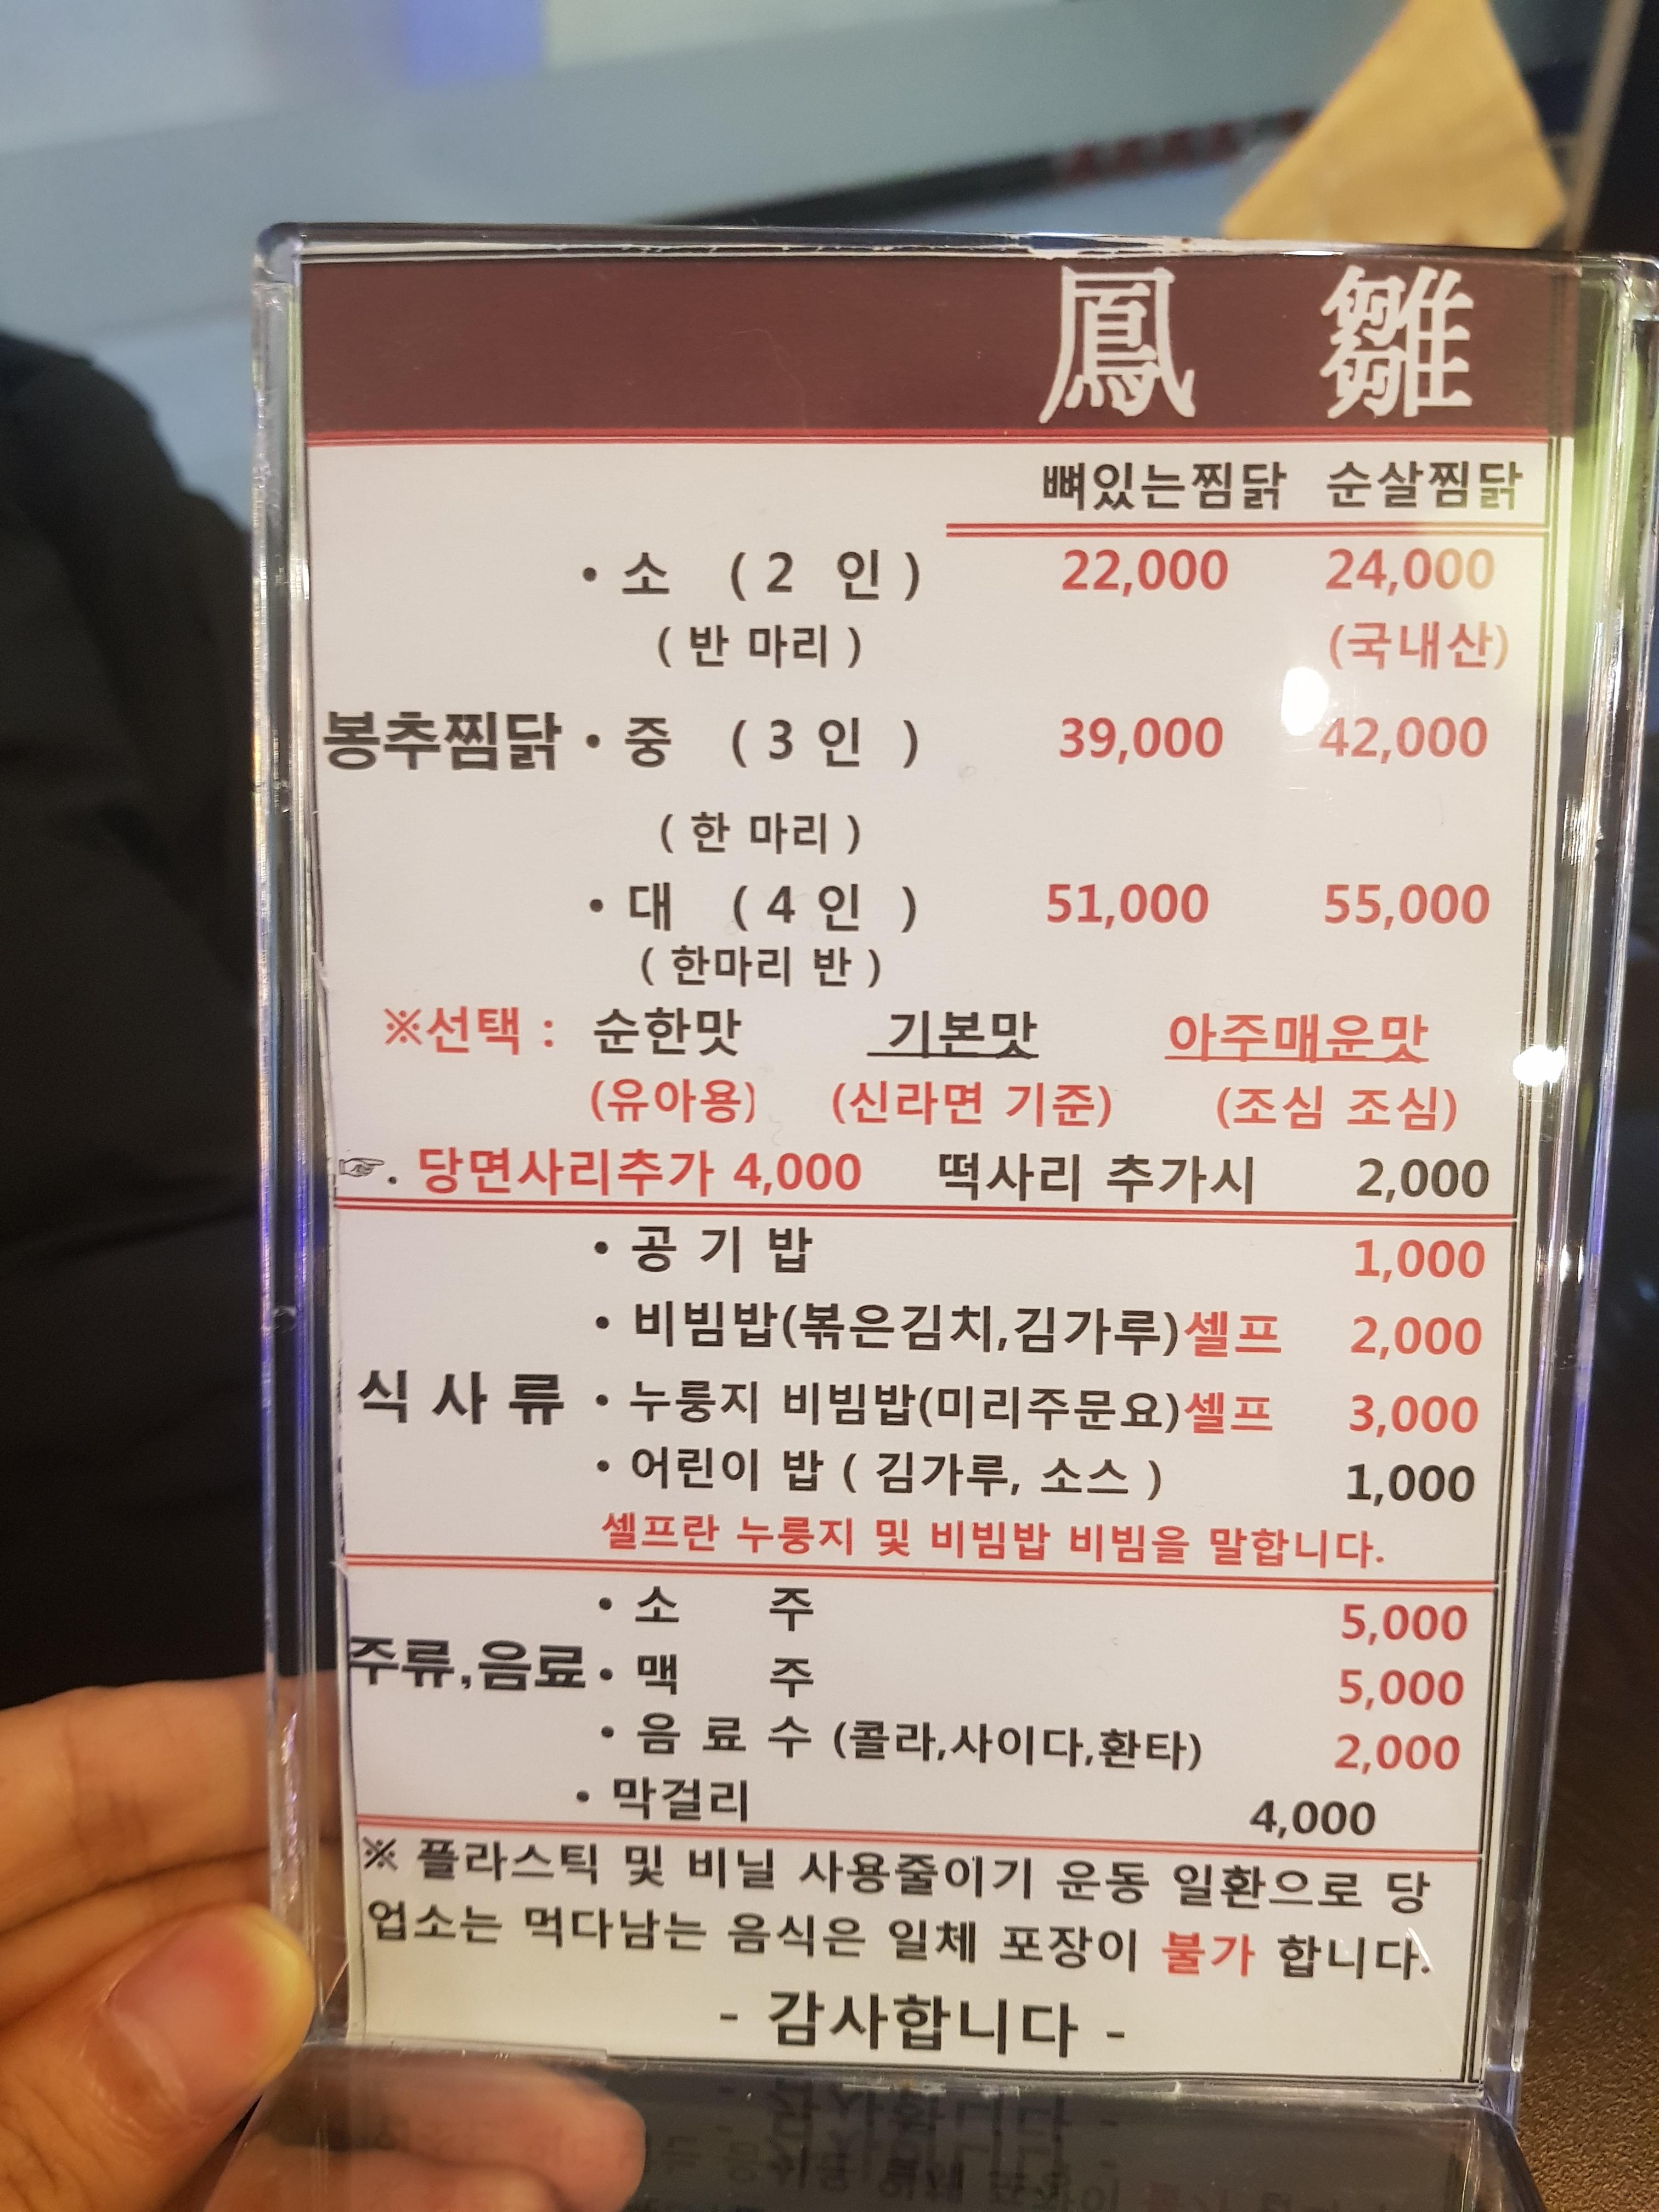 鳳 雛
뼈있는찜닭 순살찜닭
• 소 ( 2 인 ) 22,000 24,000
( 반 마리 ) (국내산)
봉추찜닭 • 중 ( 3 인 ) 39,000 42,000
( 한 마리 )
• 대 ( 4 인 ) 51,000 55,000
( 한마리 반 )
※선택 : 순한맛 기본맛 아주매운맛
(유아용) (신라면 기준) (조심 조심)
☞. 당면사리추가 4,000 떡사리 추가시 2,000
• 공 기 밥 1,000
• 비빔밥(볶은김치,김가루)셀프 2,000
식 사 류 • 누룽지 비빔밥(미리주문요)셀프 3,000
• 어린이 밥 ( 김가루, 소스 ) 1,000
셀프란 누룽지 및 비빔밥 비빔을 말합니다.
• 소 주 5,000
주류,음료 • 맥 주 5,000
• 음 료 수 (콜라,사이다,환타) 2,000
• 막걸리 4,000
※ 플라스틱 및 비닐 사용줄이기 운동 일환으로 당
업소는 먹다남는 음식은 일체 포장이 불가 합니다.
- 감사합니다 -